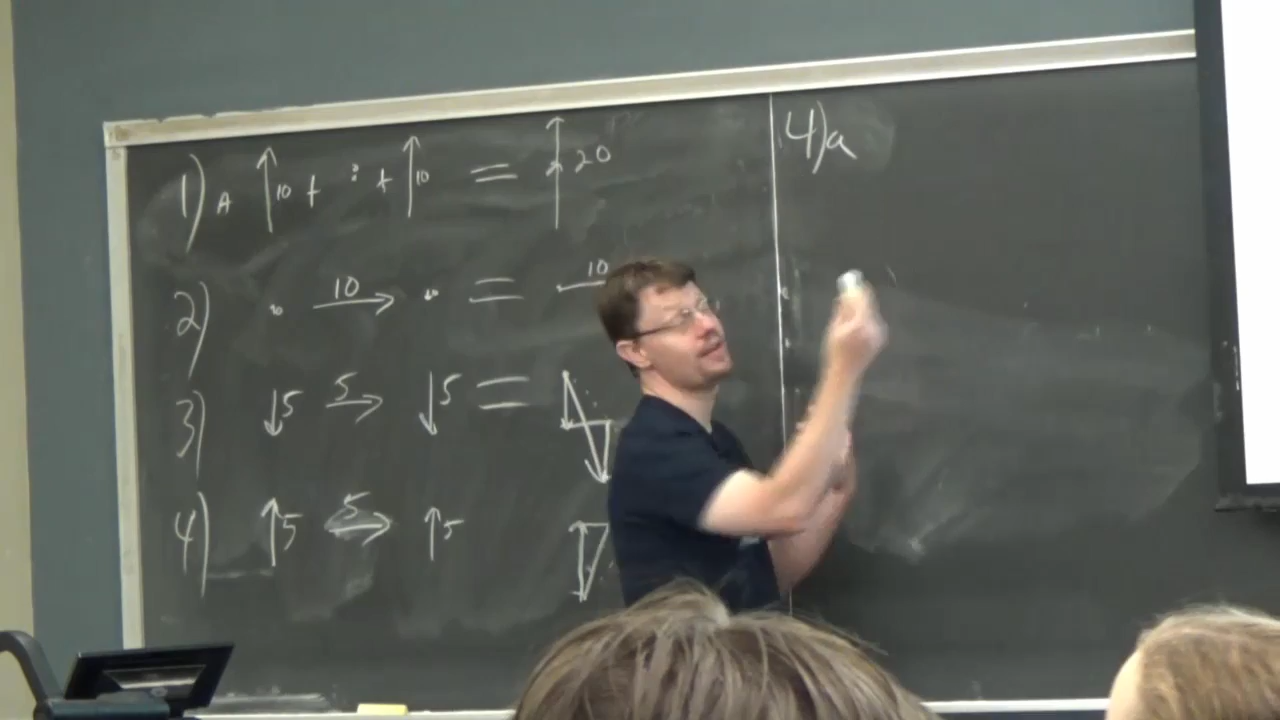 1) A ↑10 + : + ↑10 = ↑20
2) · 10→ · = 10
3) ↓5 5→ ↓5 =
4) ↑5 5→ ↑5
4)a